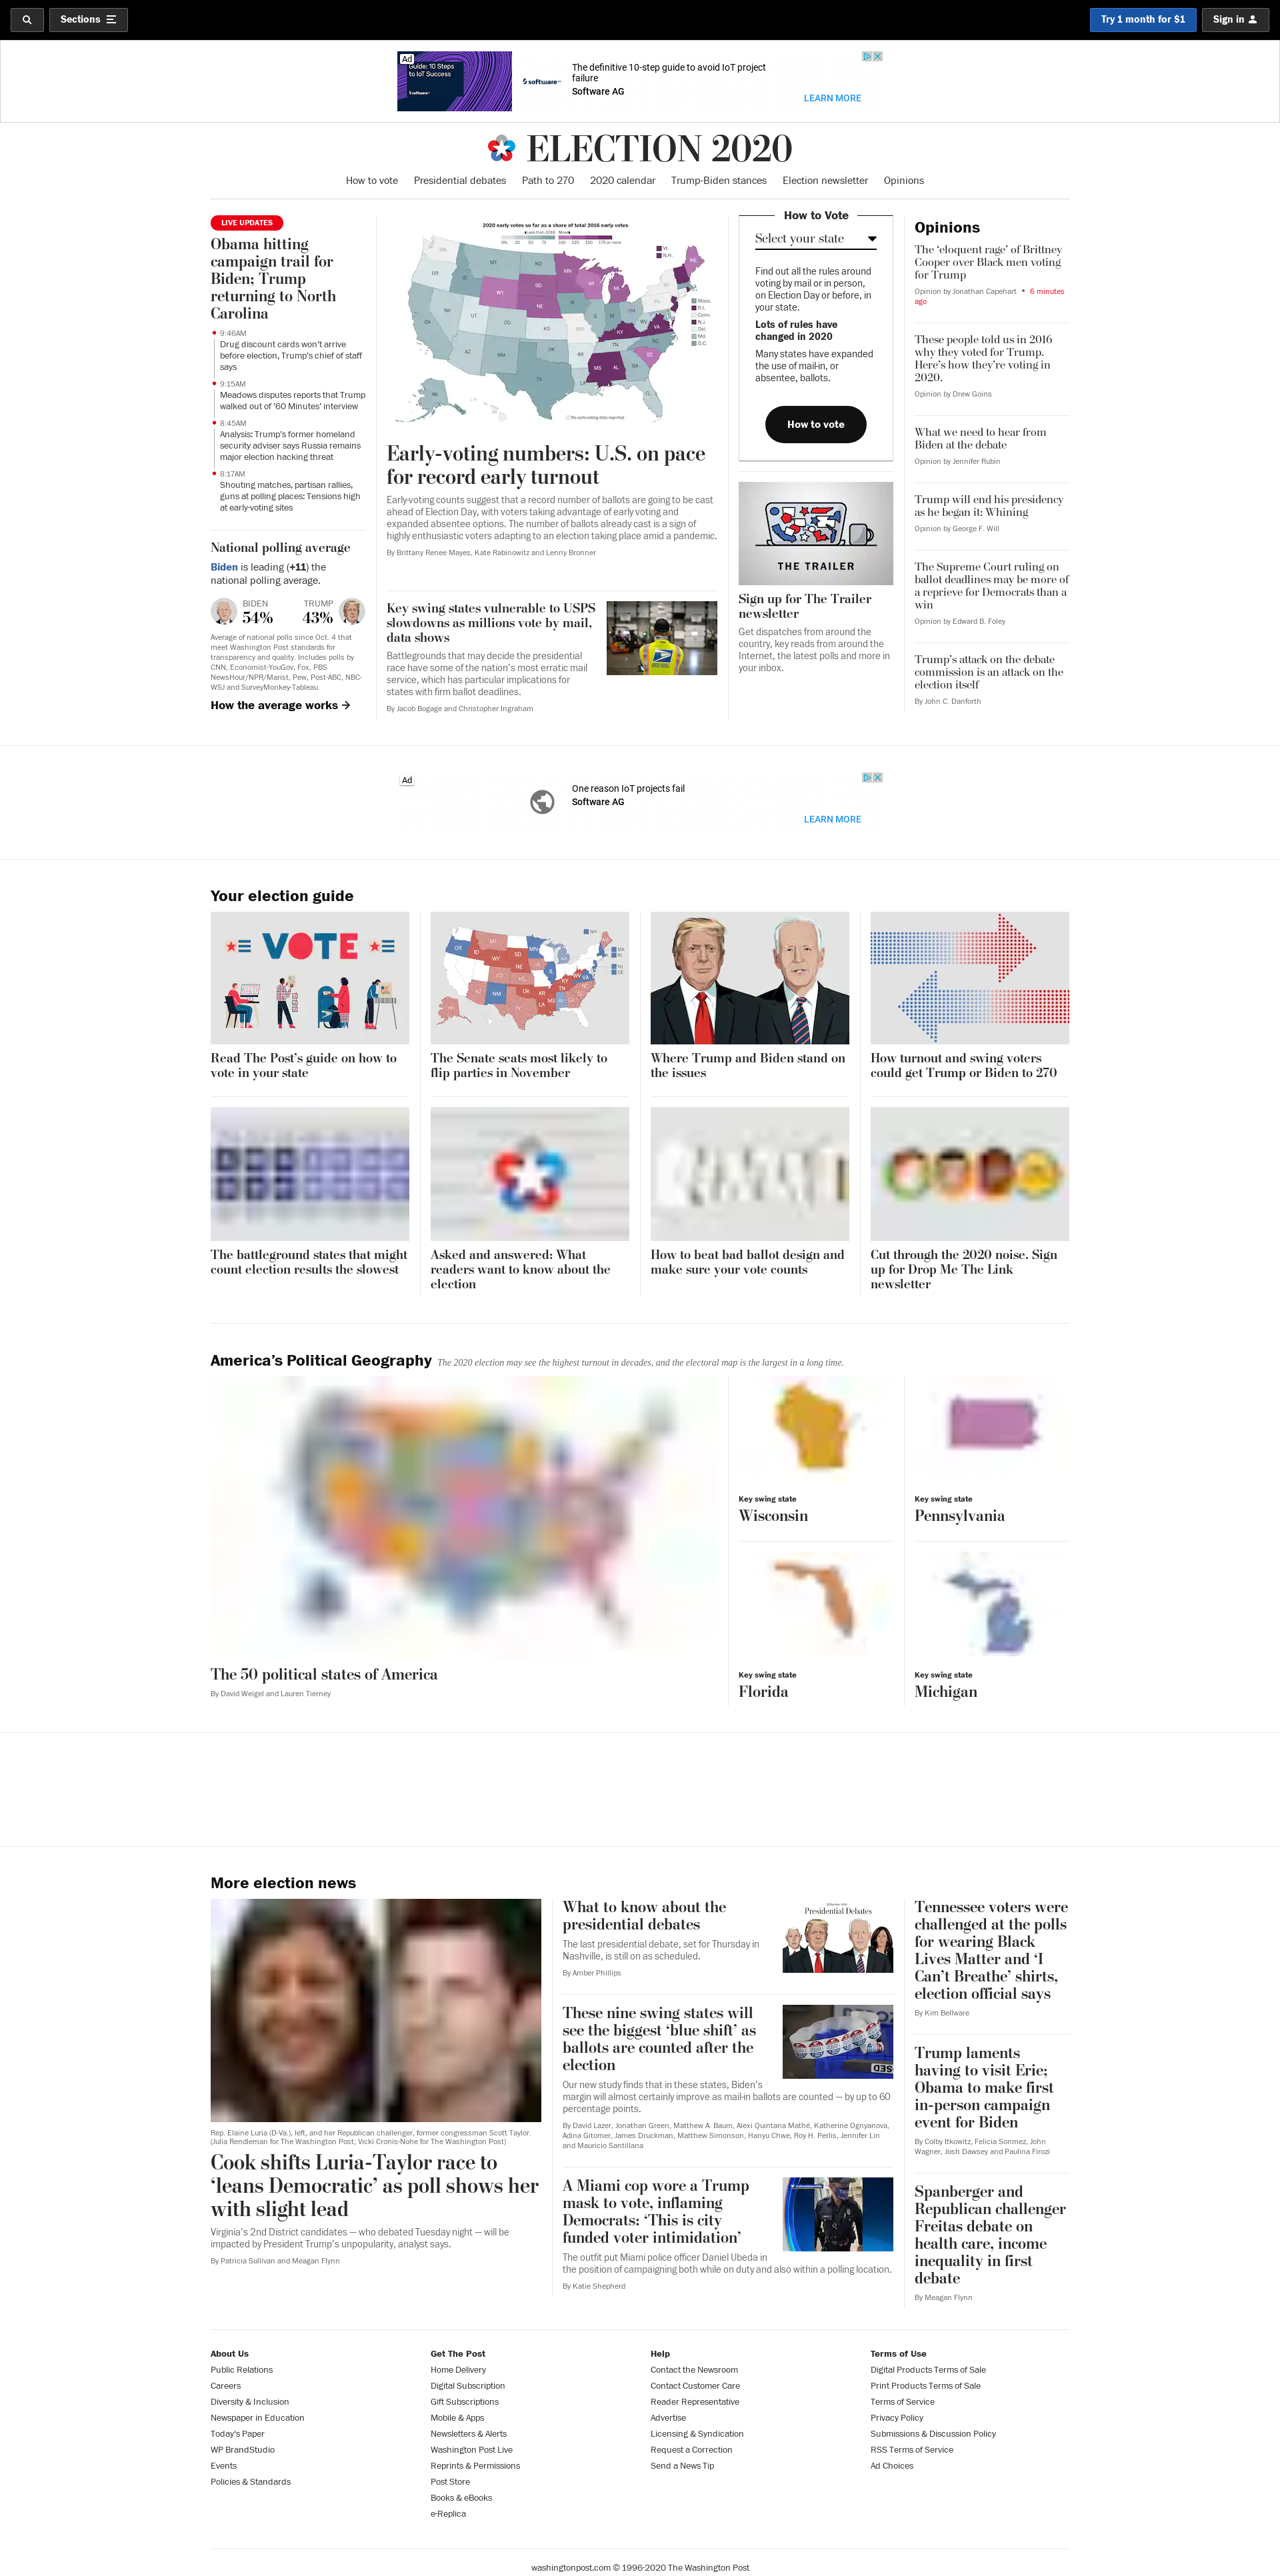 Sections
Try 1 month for $1
Sign in
Ad
Guide: 10 Steps
to IoT Success
software AG
The definitive 10-step guide to avoid IoT project
failure
Software AG
LEARN MORE
ELECTION 2020
How to vote
Presidential debates
Path to 270
2020 calendar
Trump-Biden stances
Election newsletter
Opinions
LIVE UPDATES
Obama hitting
campaign trail for
Biden; Trump
returning to North
Carolina
9:46AM
Drug discount cards won't arrive
before election, Trump's chief of staff
says
9:15AM
Meadows disputes reports that Trump
walked out of '60 Minutes' interview
8:45AM
Analysis: Trump's former homeland
security adviser says Russia remains
major election hacking threat
8:17AM
Shouting matches, partisan rallies,
guns at polling places: Tensions high
at early-voting sites
National polling average
Biden is leading (+11) the
national polling average.
BIDEN
54%
TRUMP
43%
Average of national polls since Oct. 4 that
meet Washington Post standards for
transparency and quality. Includes polls by
CNN, Economist-YouGov, Fox, PBS
NewsHour/NPR/Marist, Pew, Post-ABC, NBC-
WSJ and SurveyMonkey-Tableau.
How the average works →
2020 early votes so far as a share of total 2016 early votes
Less than 2016
More
0%
25
50
75
100
125
150
175 or more
No early voting data reported
Early-voting numbers: U.S. on pace
for record early turnout
Early-voting counts suggest that a record number of ballots are going to be cast
ahead of Election Day, with voters taking advantage of early voting and
expanded absentee options. The number of ballots already cast is a sign of
highly enthusiastic voters adapting to an election taking place amid a pandemic.
By Brittany Renee Mayes, Kate Rabinowitz and Lenny Bronner
Key swing states vulnerable to USPS
slowdowns as millions vote by mail,
data shows
Battlegrounds that may decide the presidential
race have some of the nation's most erratic mail
service, which has particular implications for
states with firm ballot deadlines.
By Jacob Bogage and Christopher Ingraham
How to Vote
Select your state
Find out all the rules around
voting by mail or in person,
on Election Day or before, in
your state.
Lots of rules have
changed in 2020
Many states have expanded
the use of mail-in, or
absentee, ballots.
How to vote
THE TRAILER
Sign up for The Trailer
newsletter
Get dispatches from around the
country, key reads from around the
Internet, the latest polls and more in
your inbox.
Opinions
The 'eloquent rage' of Brittney
Cooper over Black men voting
for Trump
Opinion by Jonathan Capehart • 6 minutes
ago
These people told us in 2016
why they voted for Trump.
Here's how they're voting in
2020.
Opinion by Drew Goins
What we need to hear from
Biden at the debate
Opinion by Jennifer Rubin
Trump will end his presidency
as he began it: Whining
Opinion by George F. Will
The Supreme Court ruling on
ballot deadlines may be more of
a reprieve for Democrats than a
win
Opinion by Edward B. Foley
Trump's attack on the debate
commission is an attack on the
election itself
By John C. Danforth
Ad
One reason IoT projects fail
Software AG
LEARN MORE
Your election guide
VOTE
Read The Post's guide on how to
vote in your state
The Senate seats most likely to
flip parties in November
Where Trump and Biden stand on
the issues
How turnout and swing voters
could get Trump or Biden to 270
The battleground states that might
count election results the slowest
Asked and answered: What
readers want to know about the
election
How to beat bad ballot design and
make sure your vote counts
Cut through the 2020 noise. Sign
up for Drop Me The Link
newsletter
America's Political Geography The 2020 election may see the highest turnout in decades, and the electoral map is the largest in a long time.
The 50 political states of America
By David Weigel and Lauren Tierney
Key swing state
Wisconsin
Key swing state
Pennsylvania
Key swing state
Florida
Key swing state
Michigan
More election news
Rep. Elaine Luria (D-Va.), left, and her Republican challenger, former congressman Scott Taylor.
(Julia Rendleman for The Washington Post; Vicki Cronis-Nohe for The Washington Post)
Cook shifts Luria-Taylor race to
'leans Democratic' as poll shows her
with slight lead
Virginia's 2nd District candidates — who debated Tuesday night — will be
impacted by President Trump's unpopularity, analyst says.
By Patricia Sullivan and Meagan Flynn
What to know about the
presidential debates
The last presidential debate, set for Thursday in
Nashville, is still on as scheduled.
By Amber Phillips
Presidential Debates
These nine swing states will
see the biggest 'blue shift' as
ballots are counted after the
election
Our new study finds that in these states, Biden's
margin will almost certainly improve as mail-in ballots are counted — by up to 60
percentage points.
By David Lazer, Jonathan Green, Matthew A. Baum, Alexi Quintana Mathé, Katherine Ognyanova,
Adina Gitomer, James Druckman, Matthew Simonson, Hanyu Chwe, Roy H. Perlis, Jennifer Lin
and Mauricio Santillana
A Miami cop wore a Trump
mask to vote, inflaming
Democrats: 'This is city
funded voter intimidation'
The outfit put Miami police officer Daniel Ubeda in
the position of campaigning both while on duty and also within a polling location.
By Katie Shepherd
Tennessee voters were
challenged at the polls
for wearing Black
Lives Matter and 'I
Can't Breathe' shirts,
election official says
By Kim Bellware
Trump laments
having to visit Erie;
Obama to make first
in-person campaign
event for Biden
By Colby Itkowitz, Felicia Sonmez, John
Wagner, Josh Dawsey and Paulina Firozi
Spanberger and
Republican challenger
Freitas debate on
health care, income
inequality in first
debate
By Meagan Flynn
About Us
Public Relations
Careers
Diversity & Inclusion
Newspaper in Education
Today's Paper
WP BrandStudio
Events
Policies & Standards
Get The Post
Home Delivery
Digital Subscription
Gift Subscriptions
Mobile & Apps
Newsletters & Alerts
Washington Post Live
Reprints & Permissions
Post Store
Books & eBooks
e-Replica
Help
Contact the Newsroom
Contact Customer Care
Reader Representative
Advertise
Licensing & Syndication
Request a Correction
Send a News Tip
Terms of Use
Digital Products Terms of Sale
Print Products Terms of Sale
Terms of Service
Privacy Policy
Submissions & Discussion Policy
RSS Terms of Service
Ad Choices
washingtonpost.com © 1996-2020 The Washington Post